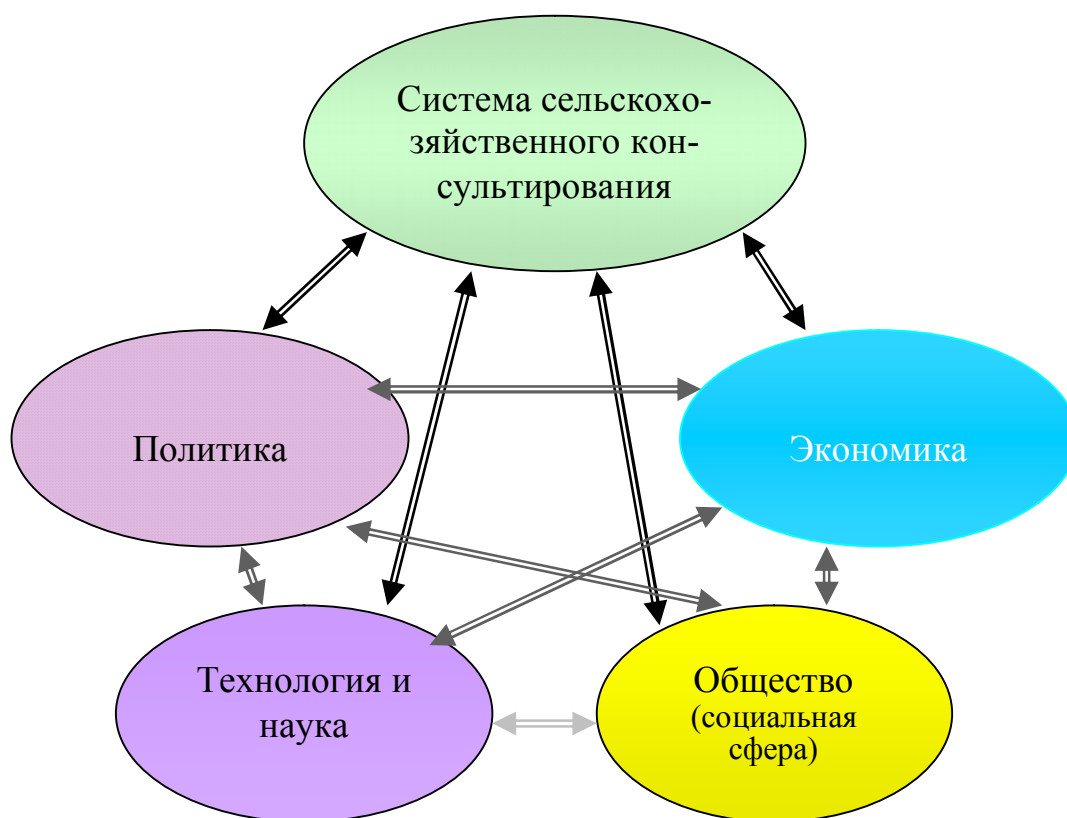 Система сельскохо-
зяйственного кон-
сультирования
Политика
Экономика
Технология и
наука
Общество
(социальная
сфера)